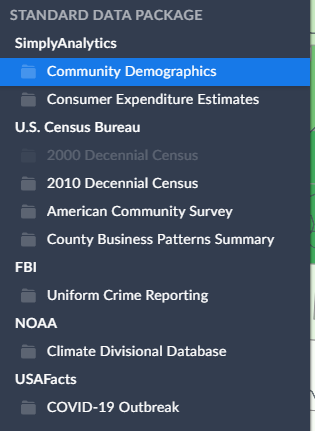 STANDARD DATA PACKAGE
SimplyAnalytics
Community Demographics
Consumer Expenditure Estimates
U.S. Census Bureau
2000 Decennial Census
2010 Decennial Census
American Community Survey
County Business Patterns Summary
FBI
Uniform Crime Reporting
NOAA
Climate Divisional Database
USAFacts
COVID-19 Outbreak